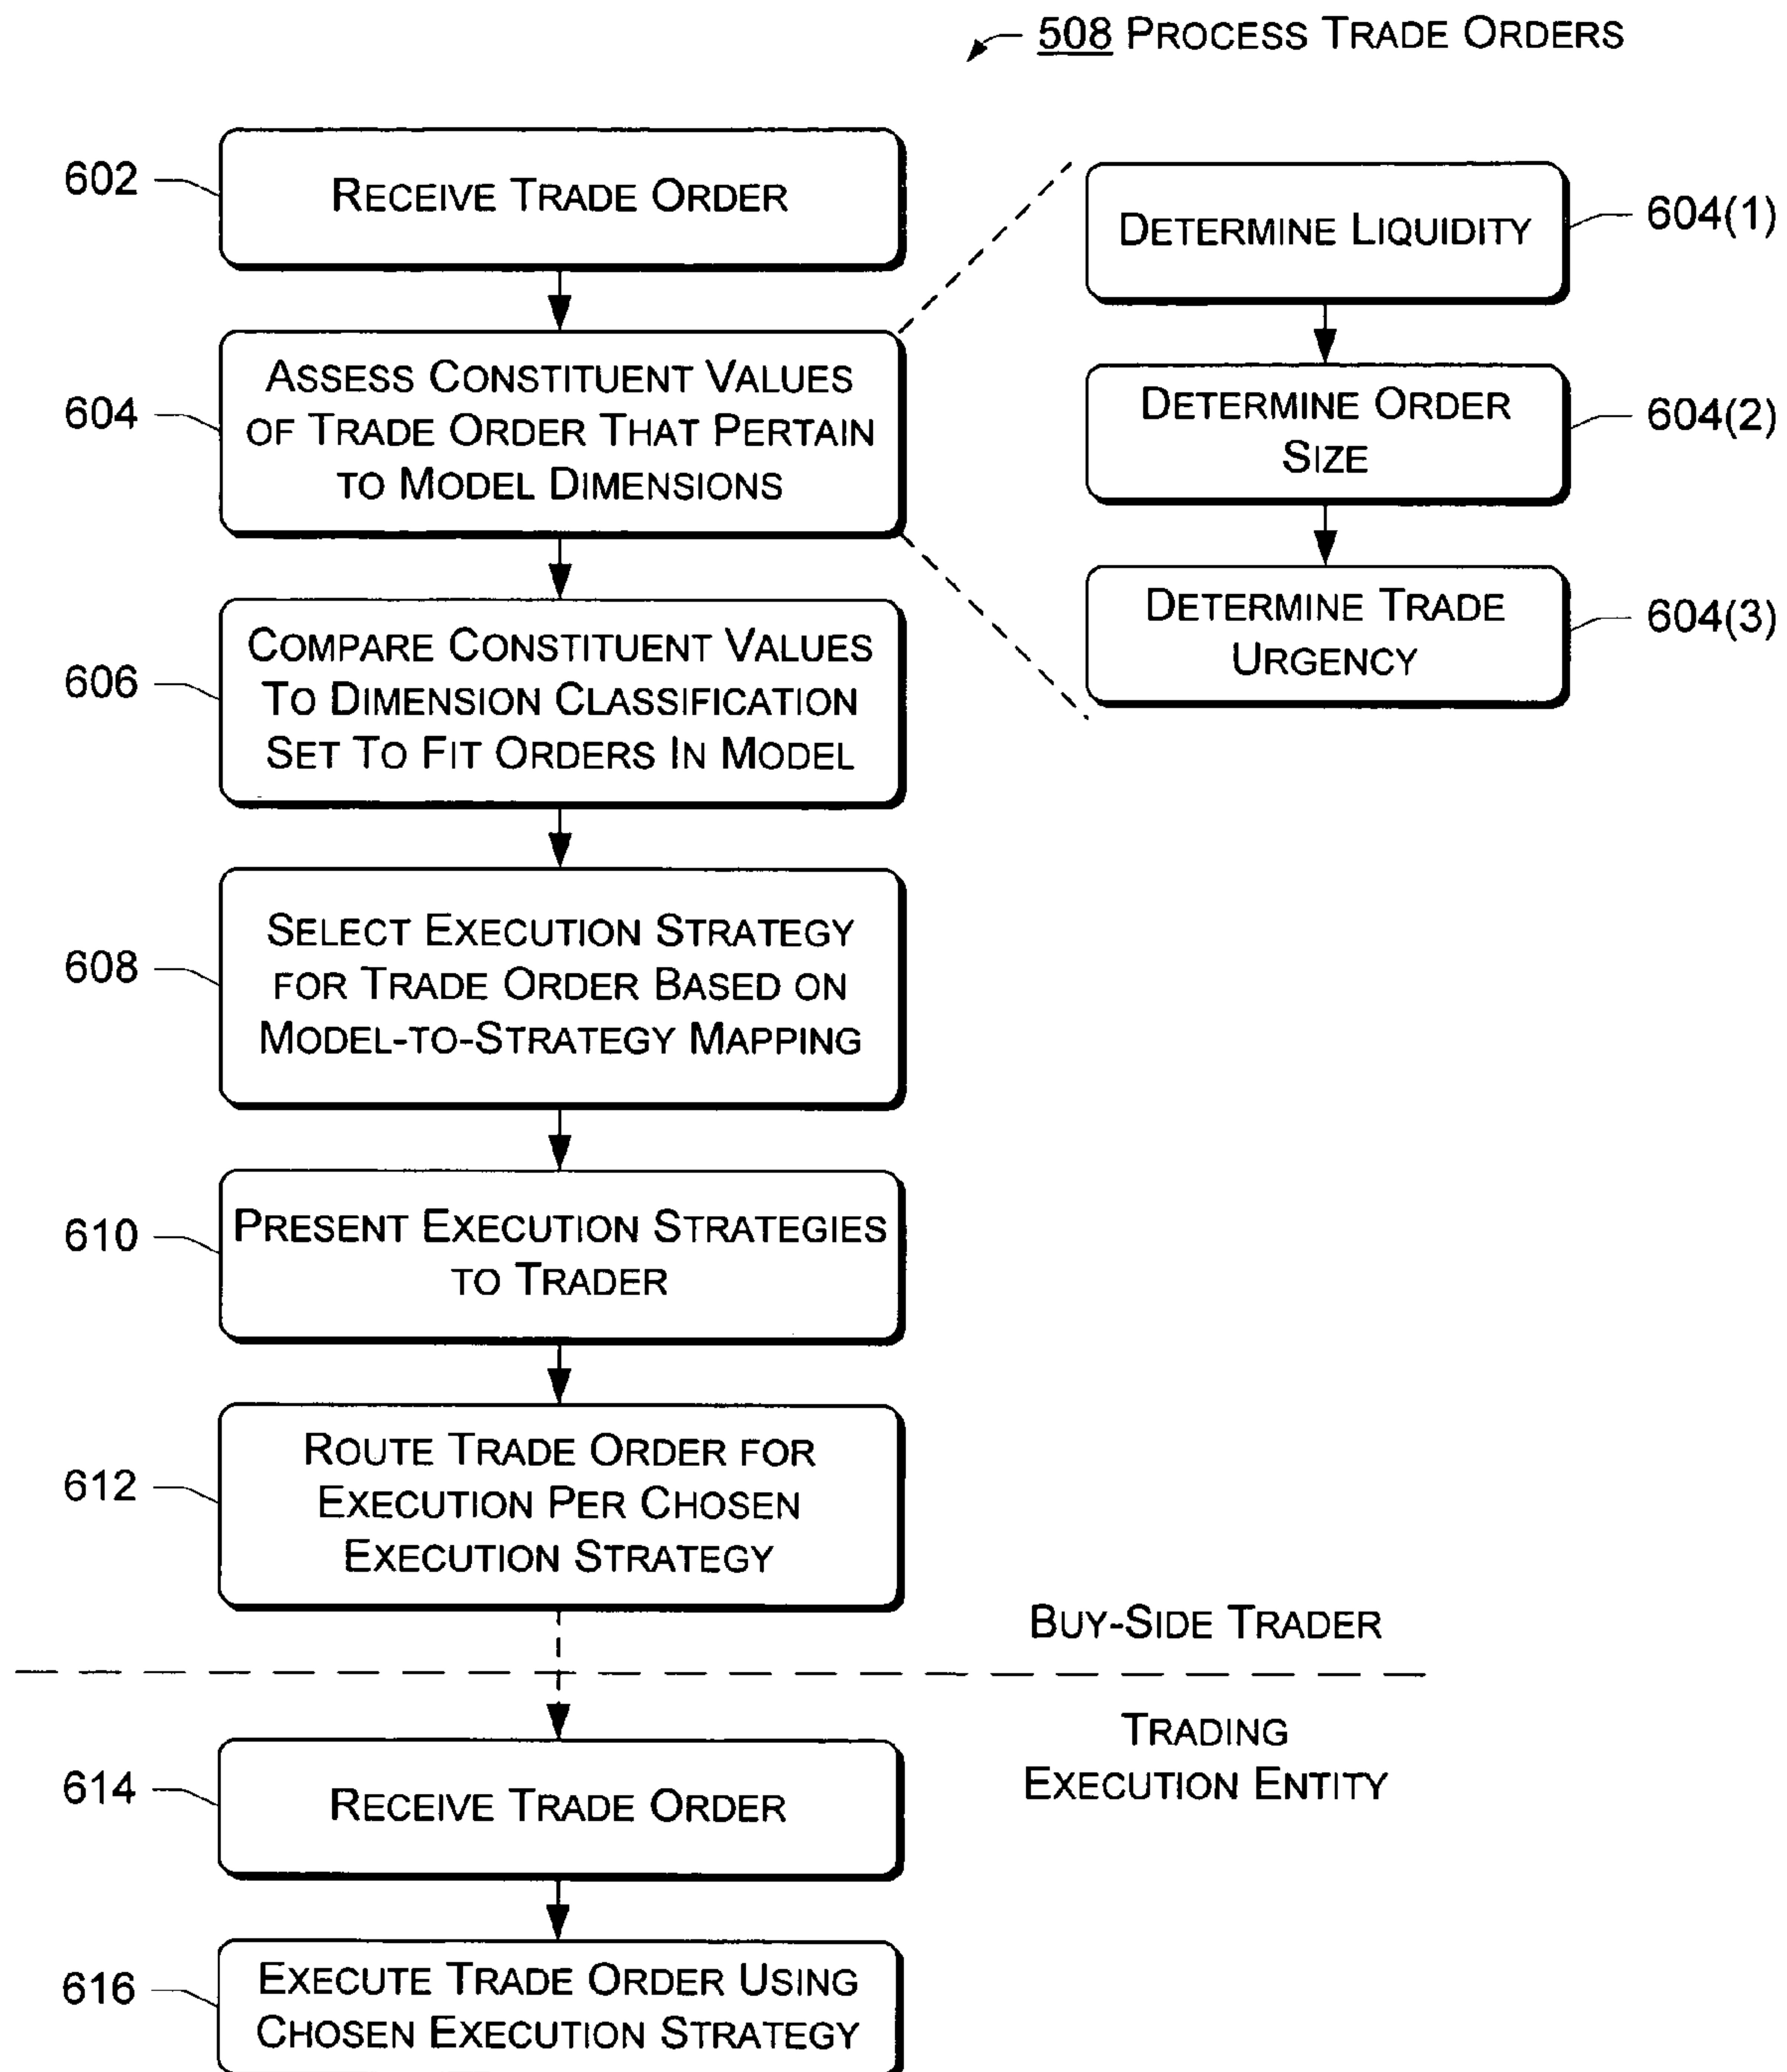 508 PROCESS TRADE ORDERS
602
RECEIVE TRADE ORDER
604
ASSESS CONSTITUENT VALUES
OF TRADE ORDER THAT PERTAIN
TO MODEL DIMENSIONS
DETERMINE LIQUIDITY
604(1)
DETERMINE ORDER
SIZE
604(2)
DETERMINE TRADE
URGENCY
604(3)
606
COMPARE CONSTITUENT VALUES
TO DIMENSION CLASSIFICATION
SET TO FIT ORDERS IN MODEL
608
SELECT EXECUTION STRATEGY
FOR TRADE ORDER BASED ON
MODEL-TO-STRATEGY MAPPING
610
PRESENT EXECUTION STRATEGIES
TO TRADER
612
ROUTE TRADE ORDER FOR
EXECUTION PER CHOSEN
EXECUTION STRATEGY
BUY-SIDE TRADER
TRADING
EXECUTION ENTITY
614
RECEIVE TRADE ORDER
616
EXECUTE TRADE ORDER USING
CHOSEN EXECUTION STRATEGY